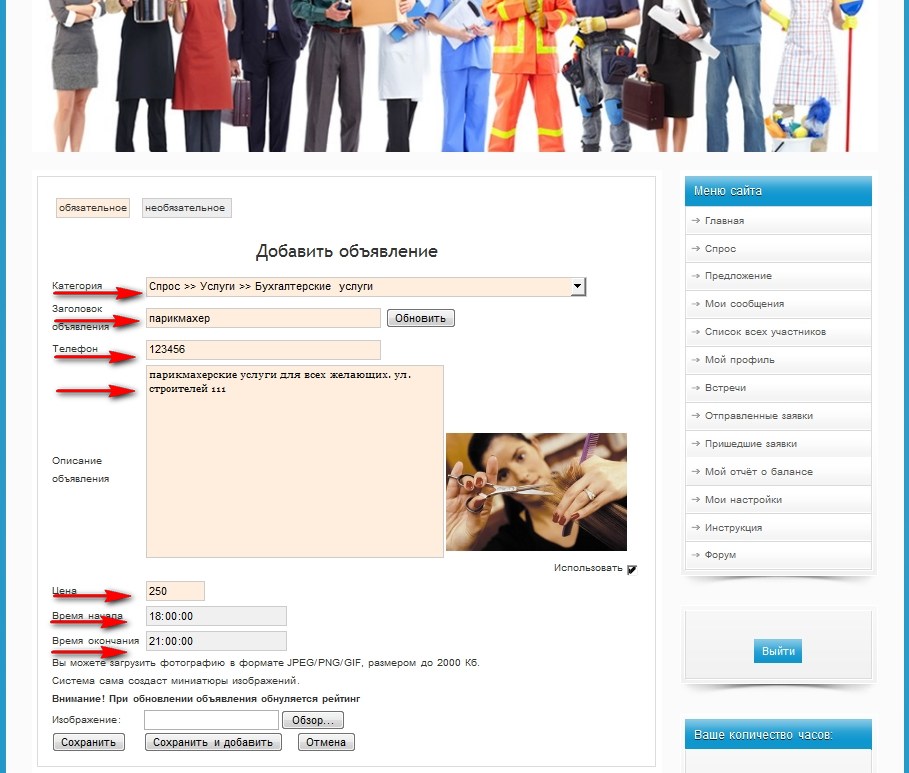 обязательное необязательное
Добавить объявление
Категория Спрос >> Услуги >> Бухгалтерские услуги
Заголовок
объявления парикмахер Обновить
Телефон 123456
парикмахерские услуги для всех желающих. ул.
строителей 111
Описание
объявления
Использовать
Цена 250
Время начала 18:00:00
Время окончания 21:00:00
Вы можете загрузить фотографию в формате JPEG/PNG/GIF, размером до 2000 Кб.
Система сама создаст миниатюры изображений.
Внимание! При обновлении объявления обнуляется рейтинг
Изображение: Обзор...
Сохранить Сохранить и добавить Отмена
Меню сайта
Главная
Спрос
Предложение
Мои сообщения
Список всех участников
Мой профиль
Встречи
Отправленные заявки
Пришедшие заявки
Мой отчёт о балансе
Мои настройки
Инструкция
Форум
Выйти
Ваше количество часов: